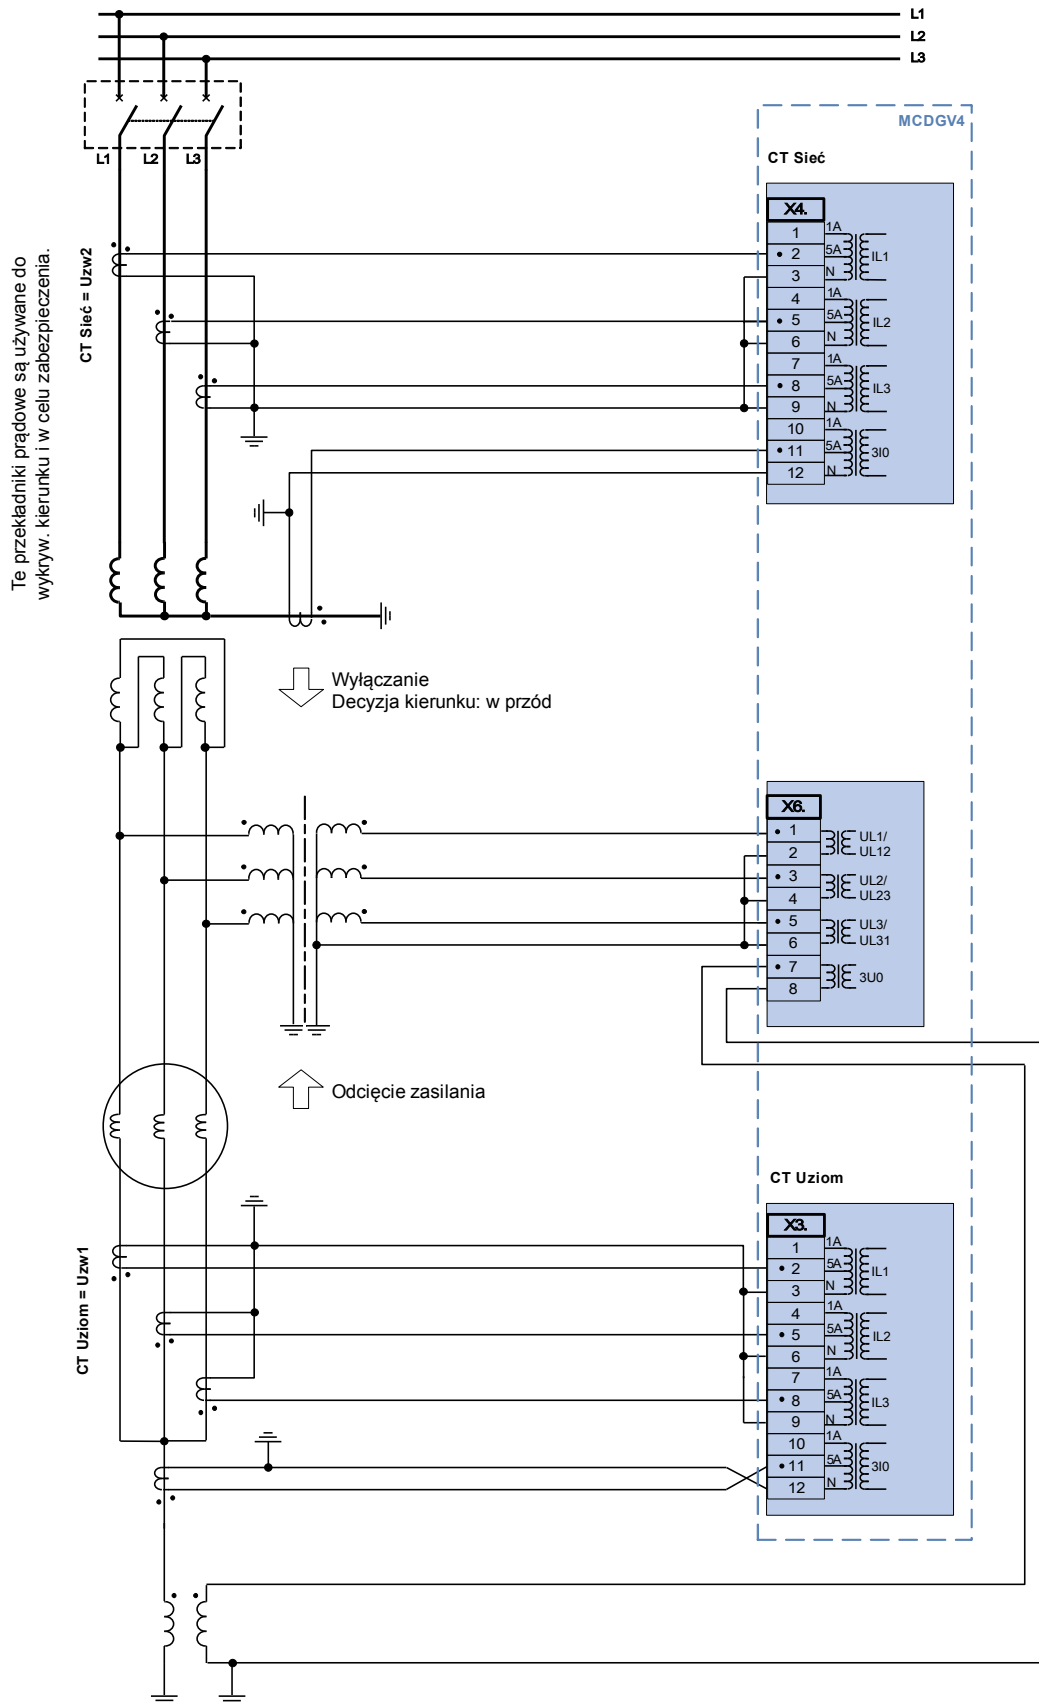 L1
L2
L3
L1
L2
L3
MCDGV4
CT Sieć
Te przekładniki prądowe są używane do
wykryw. kierunku i w celu zabezpieczenia.
CT Sieć = Uzw2
X4.
1
1A
2
5A
IL1
3
N
4
1A
5
5A
IL2
6
N
7
1A
8
5A
IL3
9
N
10
1A
11
5A
3I0
12
N
Wyłączanie
Decyzja kierunku: w przód
X6.
1
UL1/
2
UL12
3
UL2/
4
UL23
5
UL3/
6
UL31
7
3U0
8
Odcięcie zasilania
CT Uziom
CT Uziom = Uzw1
X3.
1
1A
2
5A
IL1
3
N
4
1A
5
5A
IL2
6
N
7
1A
8
5A
IL3
9
N
10
1A
11
5A
3I0
12
N